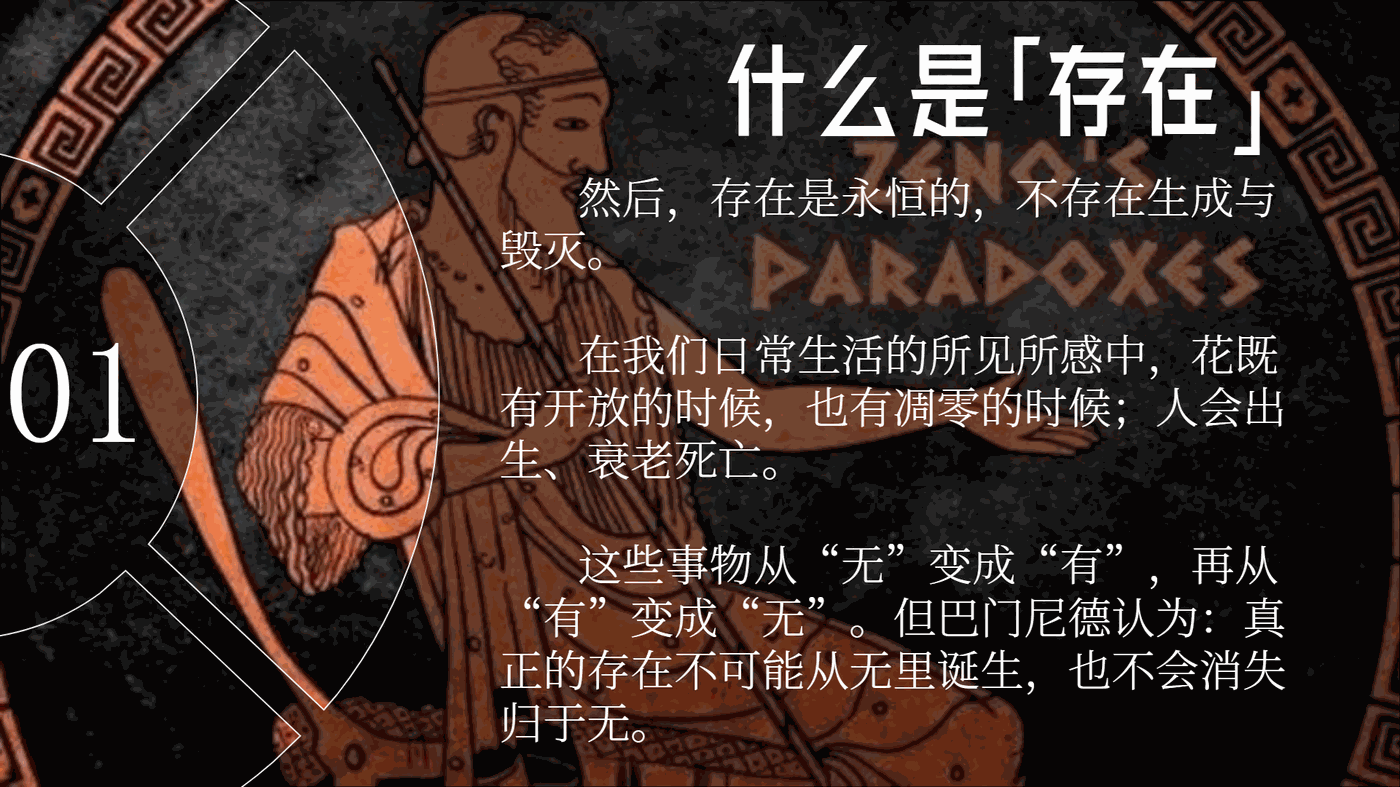 什么是「存在」
ZENO'S
PARADOXES
然后，存在是永恒的，不存在生成与
毁灭。
在我们日常生活的所见所感中，花既
有开放的时候，也有凋零的时候；人会出
生、衰老死亡。
这些事物从“无”变成“有”，再从
“有”变成“无”。但巴门尼德认为：真
正的存在不可能从无里诞生，也不会消失
归于无。
01